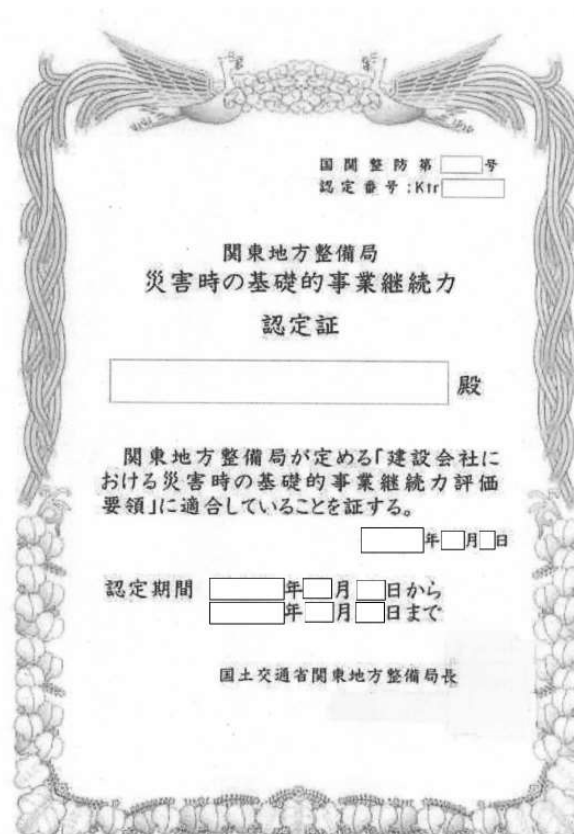 国関整防第 号
認定番号:Ktr
関東地方整備局
災害時の基礎的事業継続力
認定証
殿
関東地方整備局が定める「建設会社に
おける災害時の基礎的事業継続力評価
要領」に適合していることを証する。
年 月 日
認定期間 年 月 日から
年 月 日まで
国土交通省関東地方整備局長